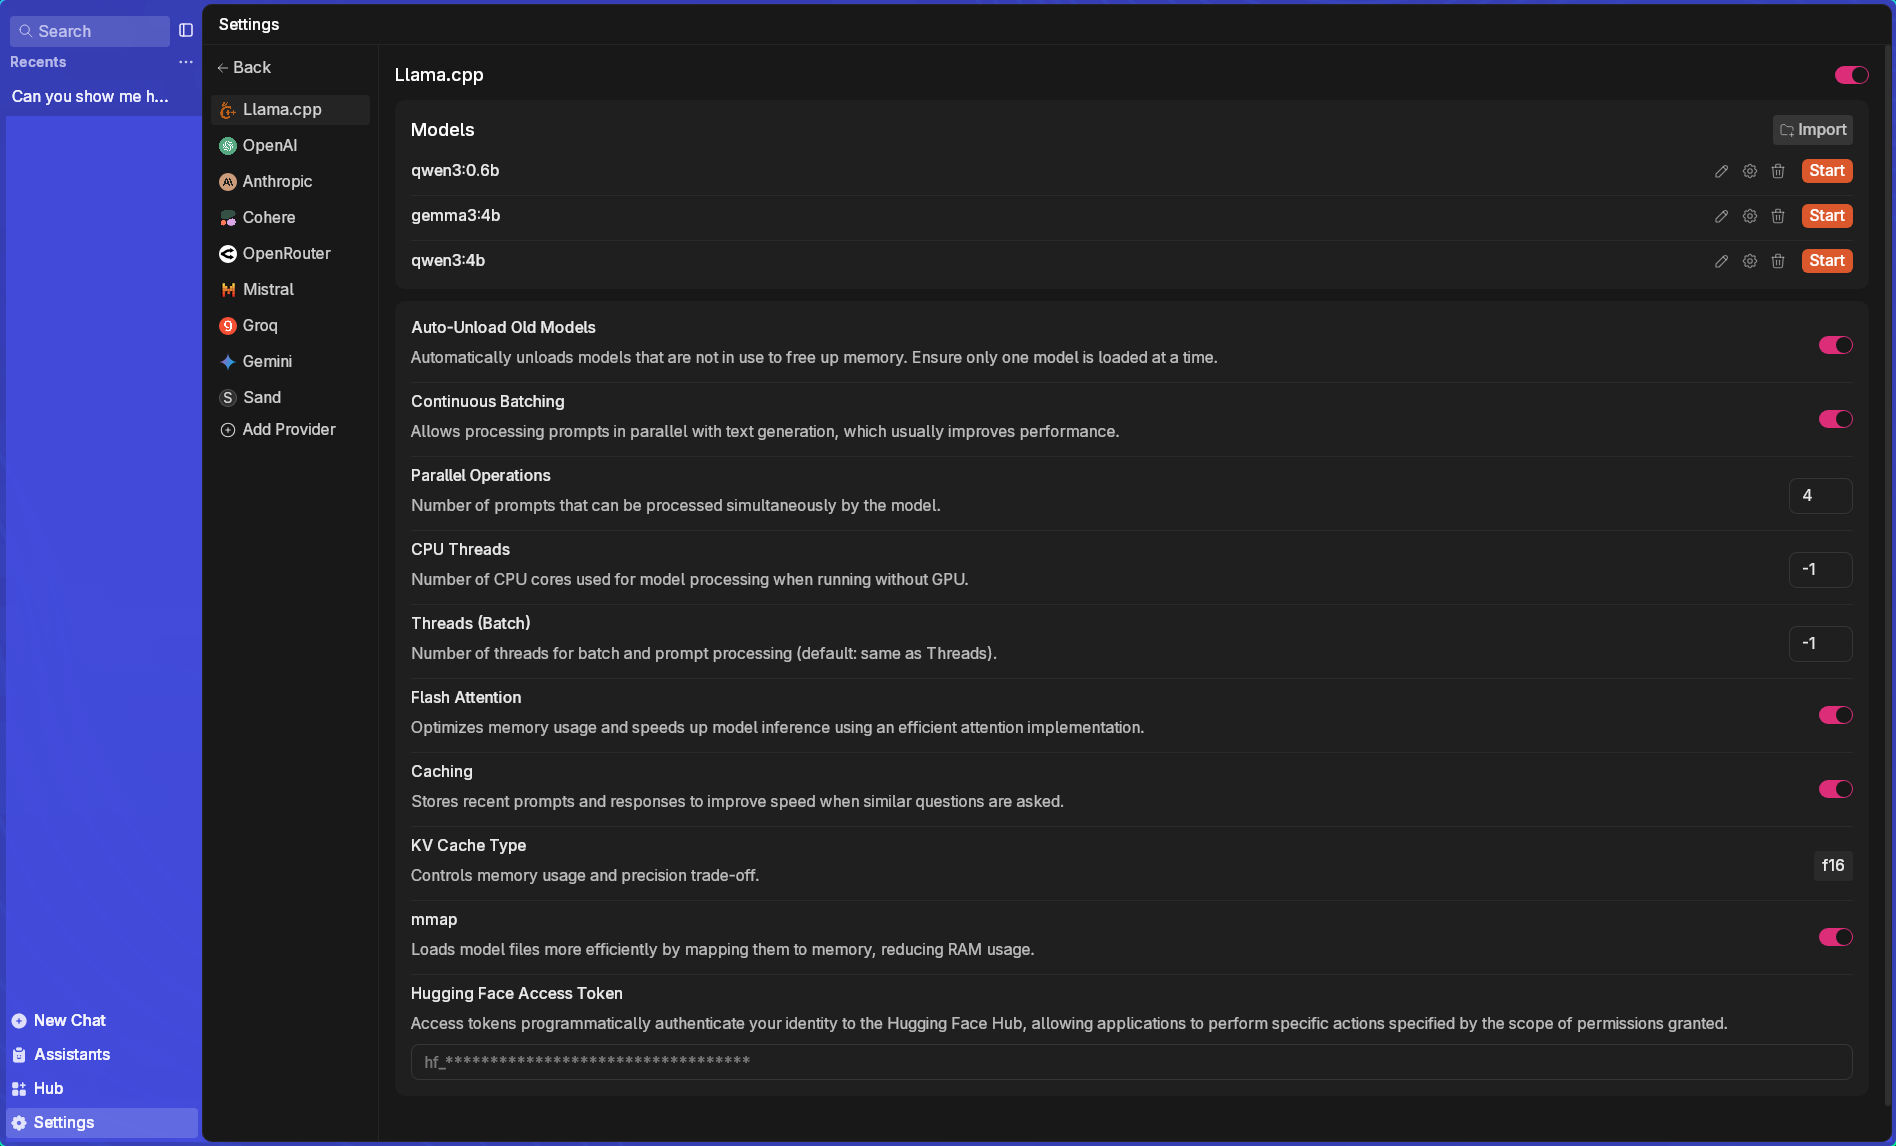 Search
Recents
Can you show me h...
New Chat
Assistants
Hub
Settings
Settings
Back
Llama.cpp
OpenAI
Anthropic
Cohere
OpenRouter
Mistral
Groq
Gemini
S Sand
Add Provider
Llama.cpp
Models
Import
qwen3:0.6b
Start
gemma3:4b
Start
qwen3:4b
Start
Auto-Unload Old Models
Automatically unloads models that are not in use to free up memory. Ensure only one model is loaded at a time.
Continuous Batching
Allows processing prompts in parallel with text generation, which usually improves performance.
Parallel Operations
Number of prompts that can be processed simultaneously by the model.
4
CPU Threads
Number of CPU cores used for model processing when running without GPU.
-1
Threads (Batch)
Number of threads for batch and prompt processing (default: same as Threads).
-1
Flash Attention
Optimizes memory usage and speeds up model inference using an efficient attention implementation.
Caching
Stores recent prompts and responses to improve speed when similar questions are asked.
KV Cache Type
Controls memory usage and precision trade-off.
f16
mmap
Loads model files more efficiently by mapping them to memory, reducing RAM usage.
Hugging Face Access Token
Access tokens programmatically authenticate your identity to the Hugging Face Hub, allowing applications to perform specific actions specified by the scope of permissions granted.
hf_**********************************